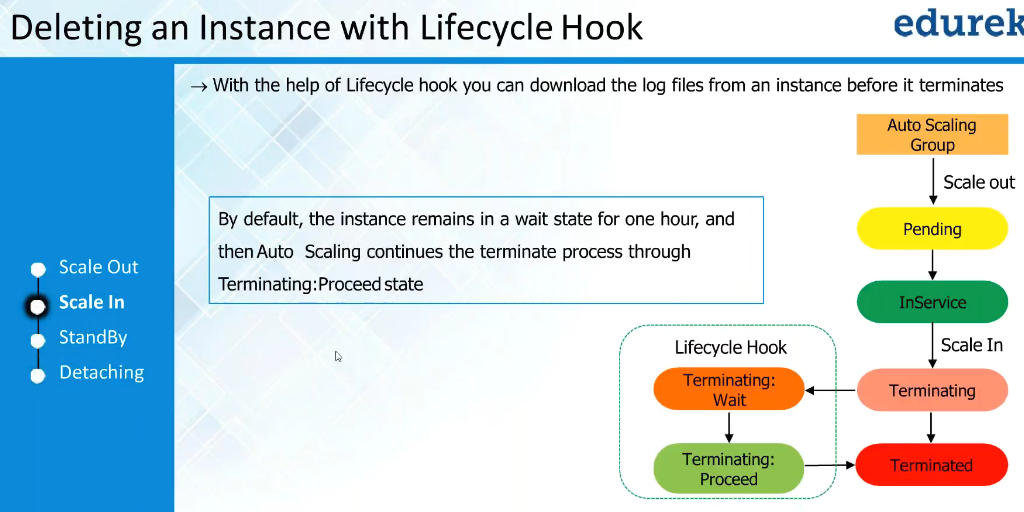 Deleting an Instance with Lifecycle Hook
edurek
→ With the help of Lifecycle hook you can download the log files from an instance before it terminates
Auto Scaling
Group
Scale out
Pending
By default, the instance remains in a wait state for one hour, and
then Auto Scaling continues the terminate process through
Terminating:Proceed state
Scale Out
Scale In
StandBy
Detaching
InService
Scale In
Lifecycle Hook
Terminating:
Wait
Terminating
Terminating:
Proceed
Terminated